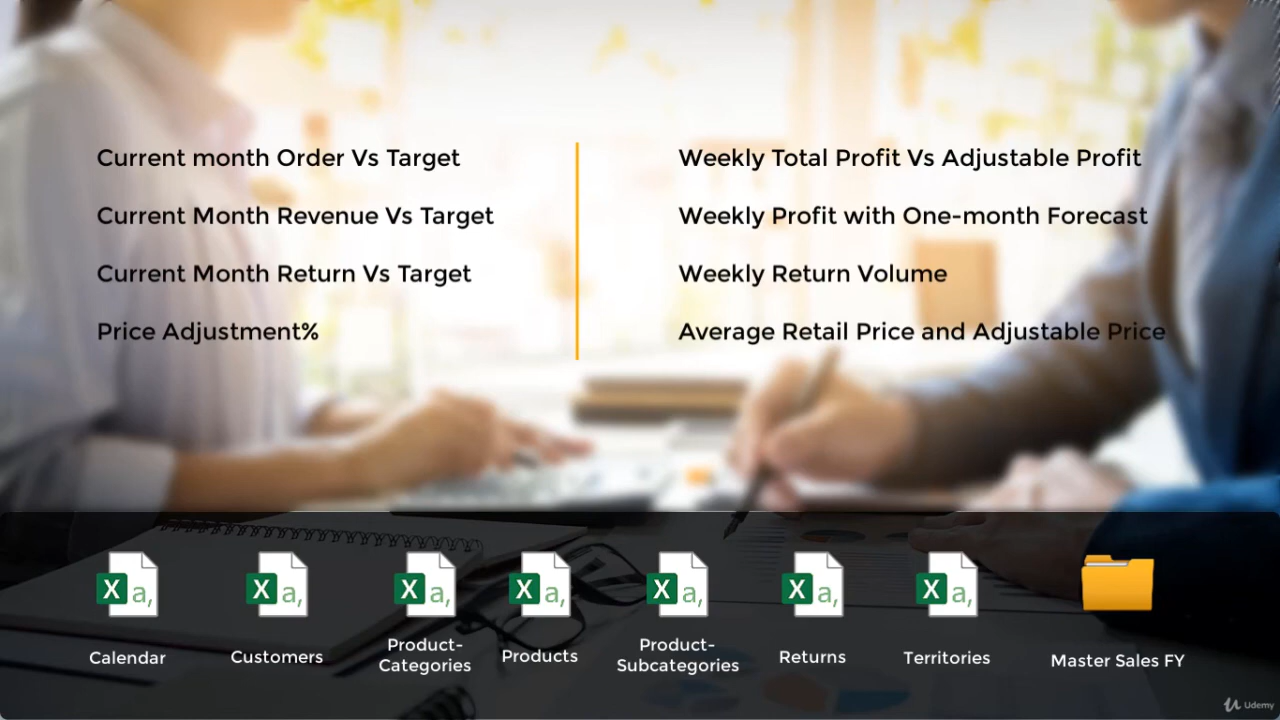 Current month Order Vs Target
Current Month Revenue Vs Target
Current Month Return Vs Target
Price Adjustment%
Weekly Total Profit Vs Adjustable Profit
Weekly Profit with One-month Forecast
Weekly Return Volume
Average Retail Price and Adjustable Price
X a,
X a,
X a,
X a,
X a,
X a,
X a,
Calendar
Customers
Product-
Categories
Products
Product-
Subcategories
Returns
Territories
Master Sales FY
Udemy